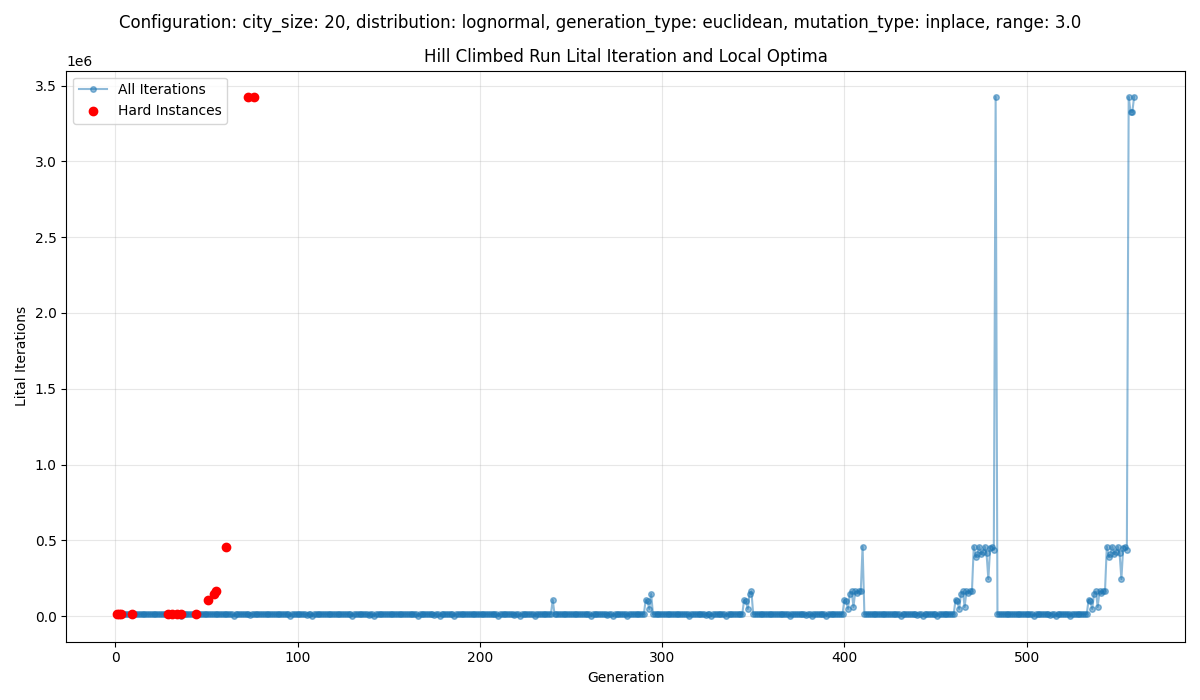 Configuration: city_size: 20, distribution: lognormal, generation_type: euclidean, mutation_type: inplace, range: 3.0
Hill Climbed Run Lital Iteration and Local Optima
1e6
All Iterations
Hard Instances
3.5
3.0
2.5
2.0
1.5
1.0
0.5
0.0
Lital Iterations
0 100 200 300 400 500
Generation